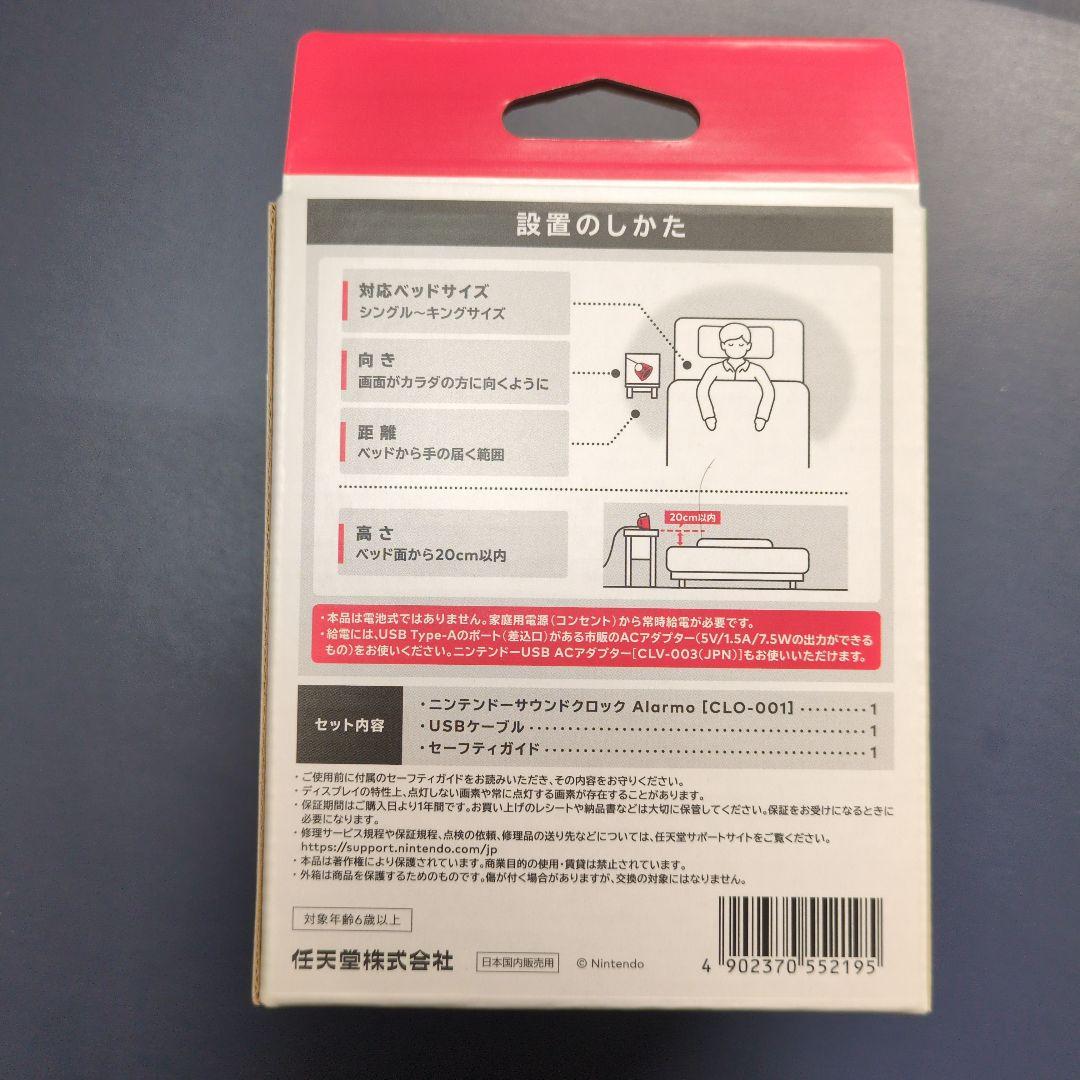 設置のしかた
対応ベッドサイズ
シングル〜キングサイズ
向き
画面がカラダの方に向くように
距離
ベッドから手の届く範囲
高さ
ベッド面から20cm以内
20cm以内
・本品は電池式ではありません。家庭用電源（コンセント）から常時給電が必要です。
・給電には、USB Type-Aのポート（差込口）がある市販のACアダプター（5V/1.5A/7.5Wの出力ができる
もの）をお使いください。ニンテンドーUSB ACアダプター［CLV-003（JPN）］もお使いいただけます。
セット内容
・ニンテンドーサウンドクロック Alarmo［CLO-001］・・・・・・・・・1
・USBケーブル・・・・・・・・・・・・・・・・・・・・・・・・・・・・・・・・・・・1
・セーフティガイド・・・・・・・・・・・・・・・・・・・・・・・・・・・・・・・・・1
・ご使用前に付属のセーフティガイドをお読みいただき、その内容をお守りください。
・ディスプレイの特性上、点灯しない画素や常に点灯する画素が存在することがあります。
・保証期間はご購入日より1年間です。お買い上げのレシートや納品書などは大切に保管してください。保証をお受けになるときに
必要になります。
・修理サービス規程や保証規程、点検の依頼、修理品の送り先などについては、任天堂サポートサイトをご覧ください。
https://support.nintendo.com/jp
・本品は著作権により保護されています。商業目的の使用・賃貸は禁止されています。
・外箱は商品を保護するためのものです。傷が付く場合がありますが、交換の対象にはなりません。
対象年齢6歳以上
任天堂株式会社 日本国内販売用 © Nintendo
4 902370 552195